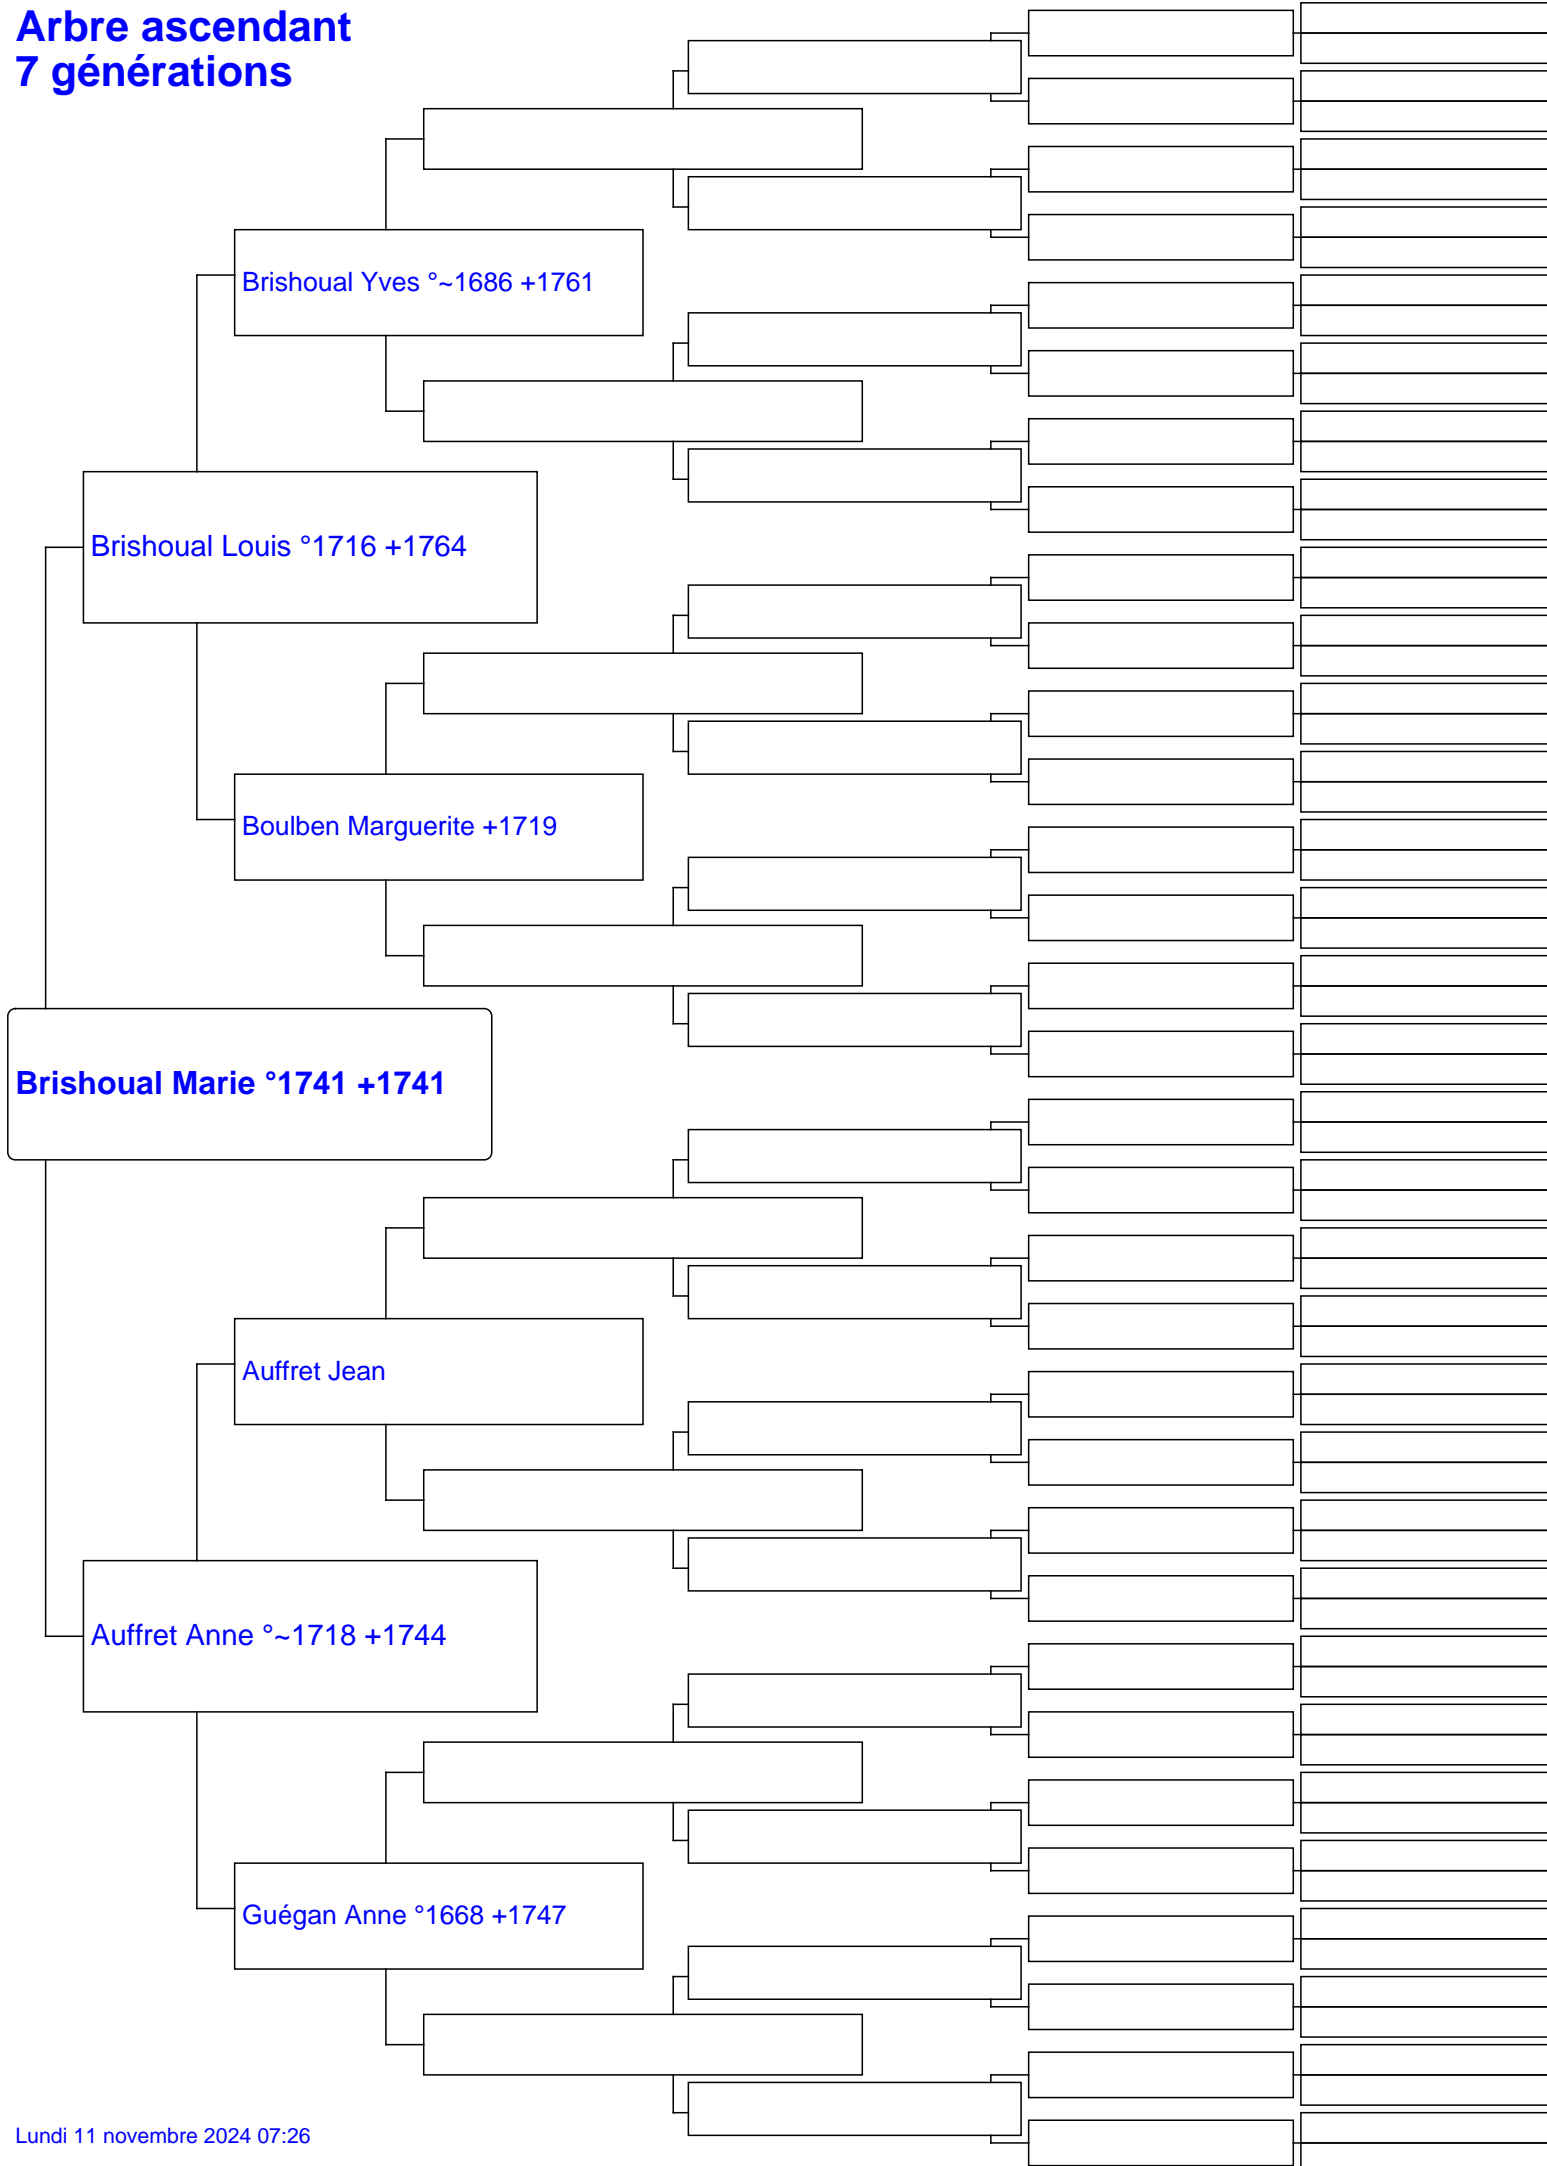 Arbre ascendant
7 générations
Brishoual Yves °~1686 +1761
Brishoual Louis °1716 +1764
Boulben Marguerite +1719
Brishoual Marie °1741 +1741
Auffret Jean
Auffret Anne °~1718 +1744
Guégan Anne °1668 +1747
Lundi 11 novembre 2024 07:26